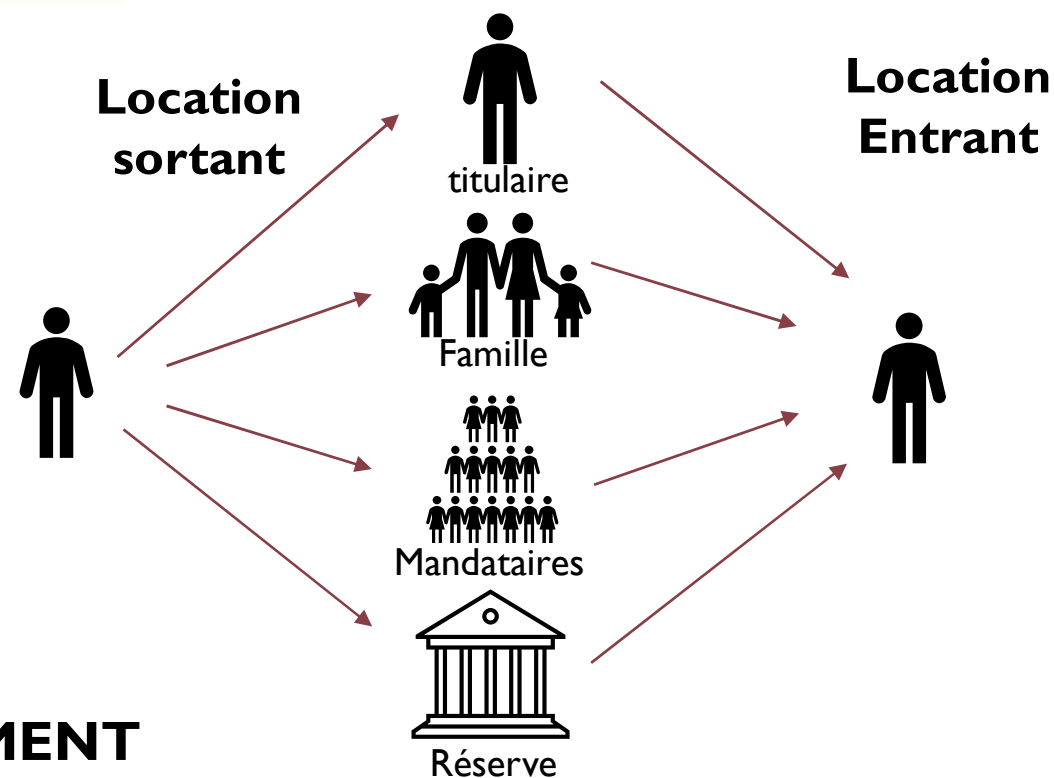 Location
sortant
Location
Entrant
titulaire
Famille
Mandataires
Réserve
MENT